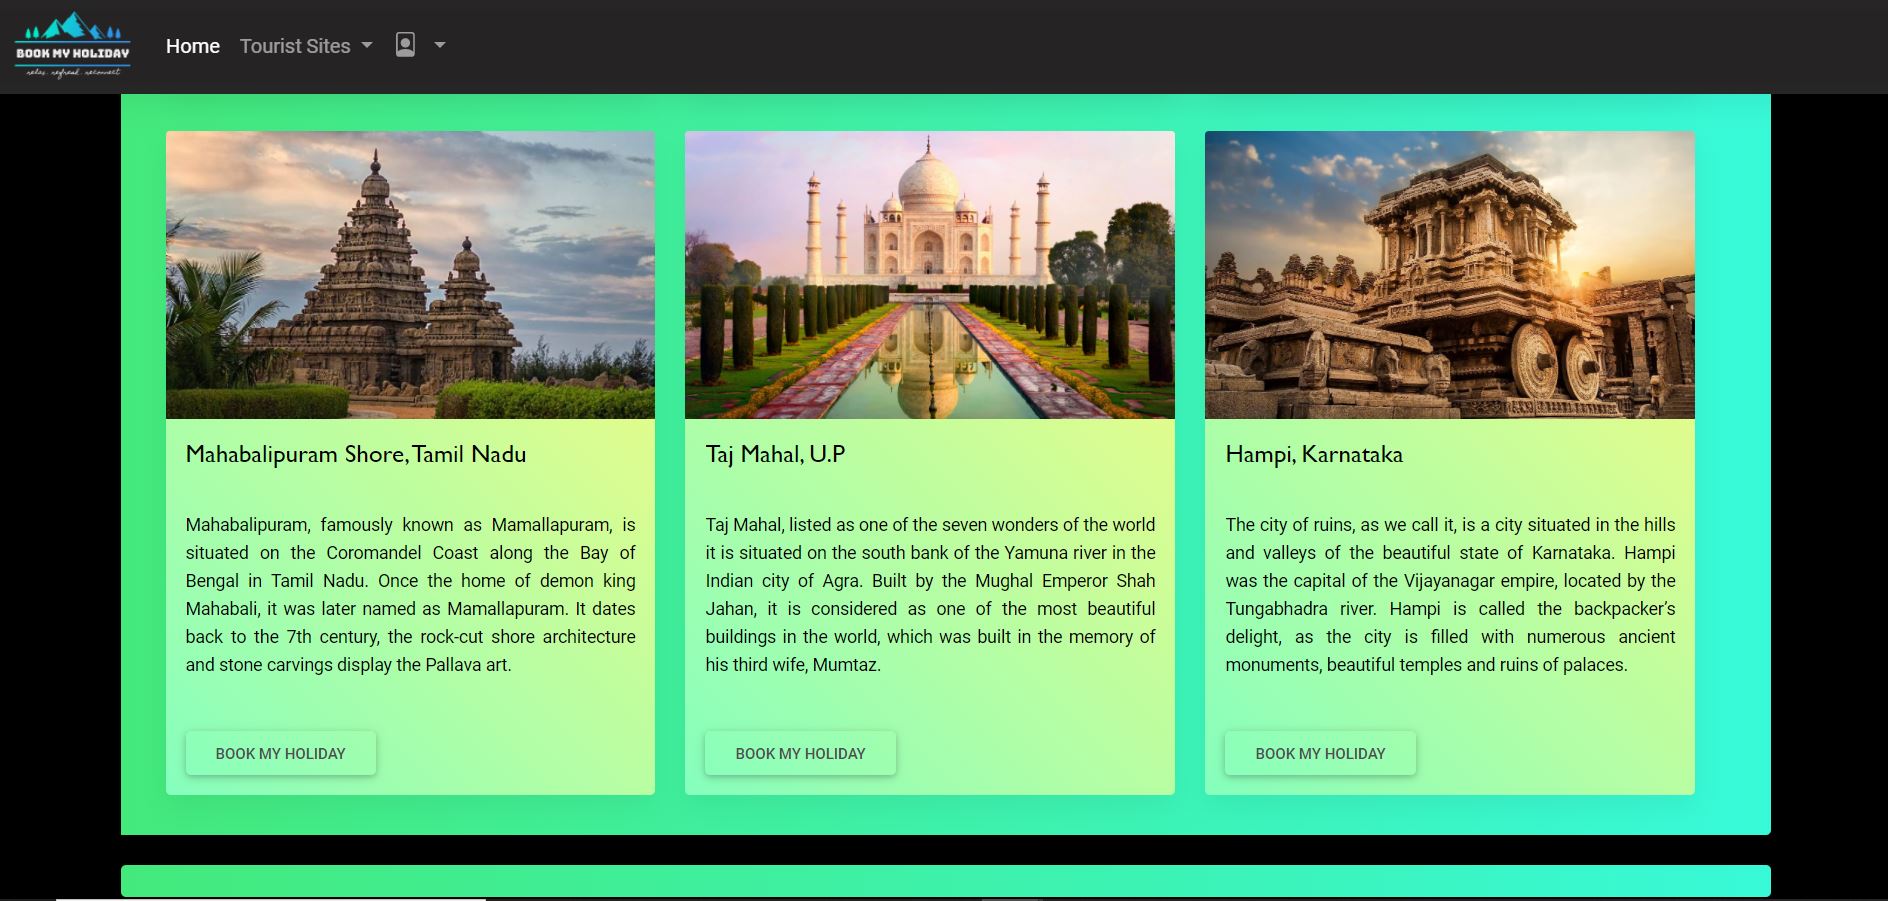 BOOK MY HOLIDAY
relax. refresh. reconnect
Home
Tourist Sites
Mahabalipuram Shore, Tamil Nadu
Mahabalipuram, famously known as Mamallapuram, is
situated on the Coromandel Coast along the Bay of
Bengal in Tamil Nadu. Once the home of demon king
Mahabali, it was later named as Mamallapuram. It dates
back to the 7th century, the rock-cut shore architecture
and stone carvings display the Pallava art.
BOOK MY HOLIDAY
Taj Mahal, U.P
Taj Mahal, listed as one of the seven wonders of the world
it is situated on the south bank of the Yamuna river in the
Indian city of Agra. Built by the Mughal Emperor Shah
Jahan, it is considered as one of the most beautiful
buildings in the world, which was built in the memory of
his third wife, Mumtaz.
BOOK MY HOLIDAY
Hampi, Karnataka
The city of ruins, as we call it, is a city situated in the hills
and valleys of the beautiful state of Karnataka. Hampi
was the capital of the Vijayanagar empire, located by the
Tungabhadra river. Hampi is called the backpacker’s
delight, as the city is filled with numerous ancient
monuments, beautiful temples and ruins of palaces.
BOOK MY HOLIDAY